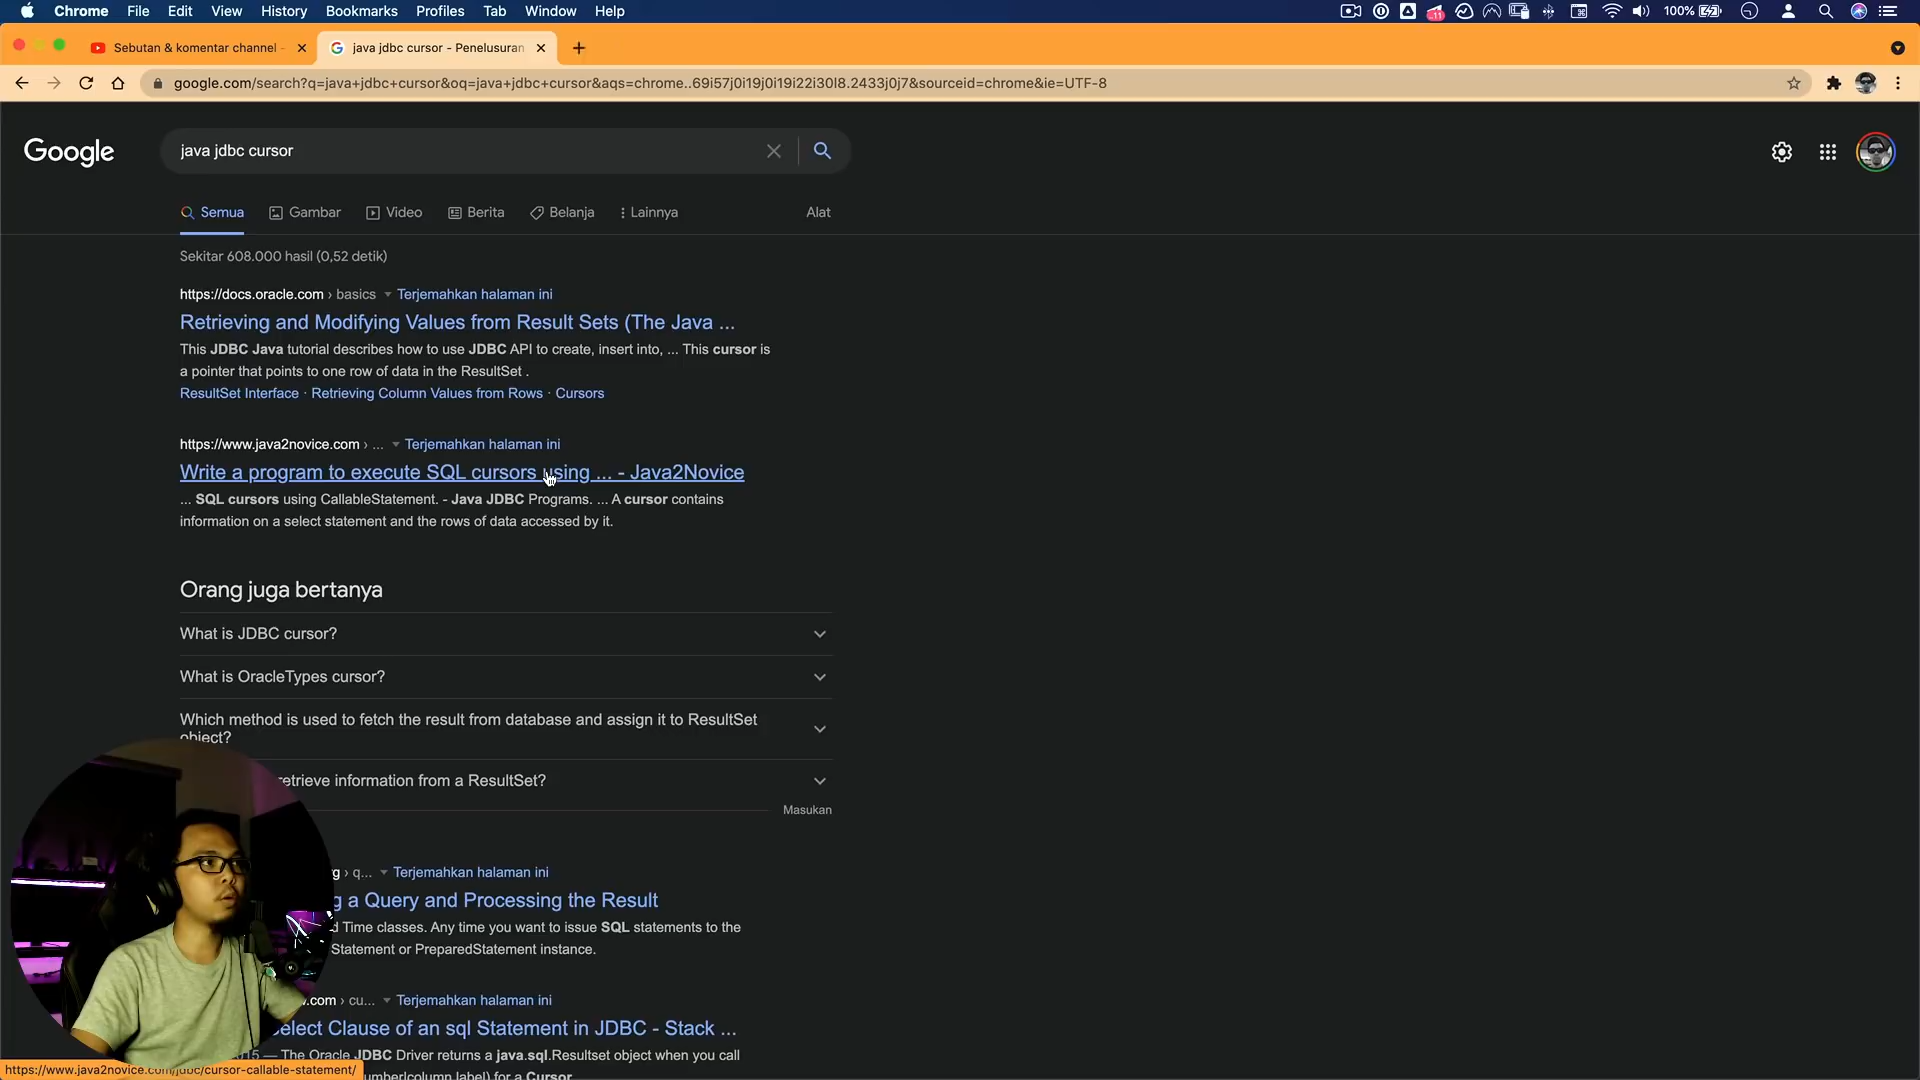 Chrome File Edit View History Bookmarks Profiles Tab Window Help
11
100%
Sebutan & komentar channel -
java jdbc cursor - Penelusuran
google.com/search?q=java+jdbc+cursor&oq=java+jdbc+cursor&aqs=chrome..69i57j0i19j0i19i22i30l8.2433j0j7&sourceid=chrome&ie=UTF-8
Google
java jdbc cursor
Semua Gambar Video Berita Belanja Lainnya Alat
Sekitar 608.000 hasil (0,52 detik)
https://docs.oracle.com › basics Terjemahkan halaman ini
Retrieving and Modifying Values from Result Sets (The Java ...
This JDBC Java tutorial describes how to use JDBC API to create, insert into, ... This cursor is
a pointer that points to one row of data in the ResultSet .
ResultSet Interface · Retrieving Column Values from Rows · Cursors
https://www.java2novice.com › ... Terjemahkan halaman ini
Write a program to execute SQL cursors using ... - Java2Novice
... SQL cursors using CallableStatement. - Java JDBC Programs. ... A cursor contains
information on a select statement and the rows of data accessed by it.
Orang juga bertanya
What is JDBC cursor?
What is OracleTypes cursor?
Which method is used to fetch the result from database and assign it to ResultSet
object?
retrieve information from a ResultSet?
Masukan
› q... Terjemahkan halaman ini
g a Query and Processing the Result
d Time classes. Any time you want to issue SQL statements to the
Statement or PreparedStatement instance.
.com › cu... Terjemahkan halaman ini
Select Clause of an sql Statement in JDBC - Stack ...
— The Oracle JDBC Driver returns a java.sql.Resultset object when you call
(column label) for a Cursor.
https://www.java2novice.com/jdbc/cursor-callable-statement/